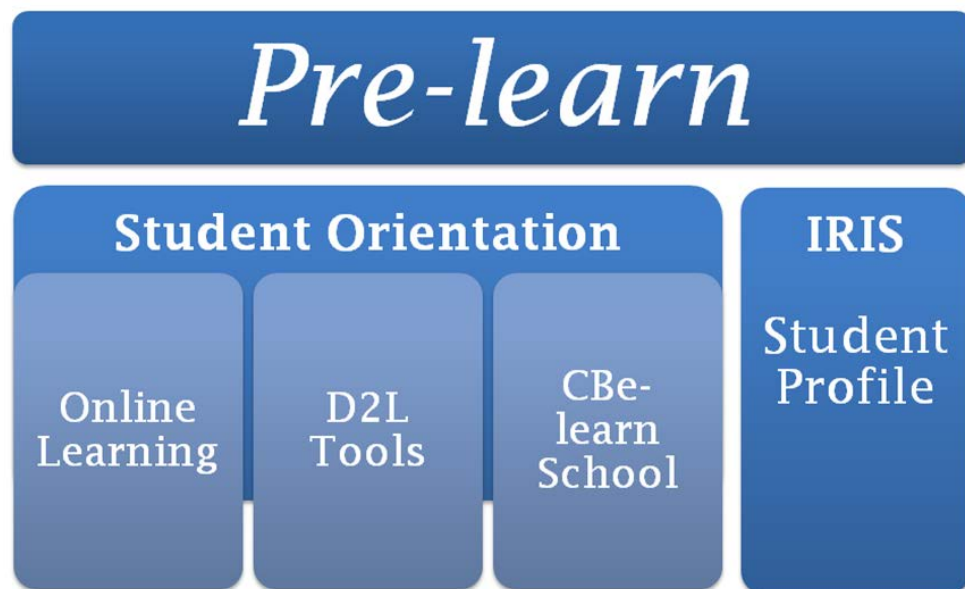 Pre-learn
Student Orientation
Online
Learning
D2L
Tools
CBe-
learn
School
IRIS
Student
Profile